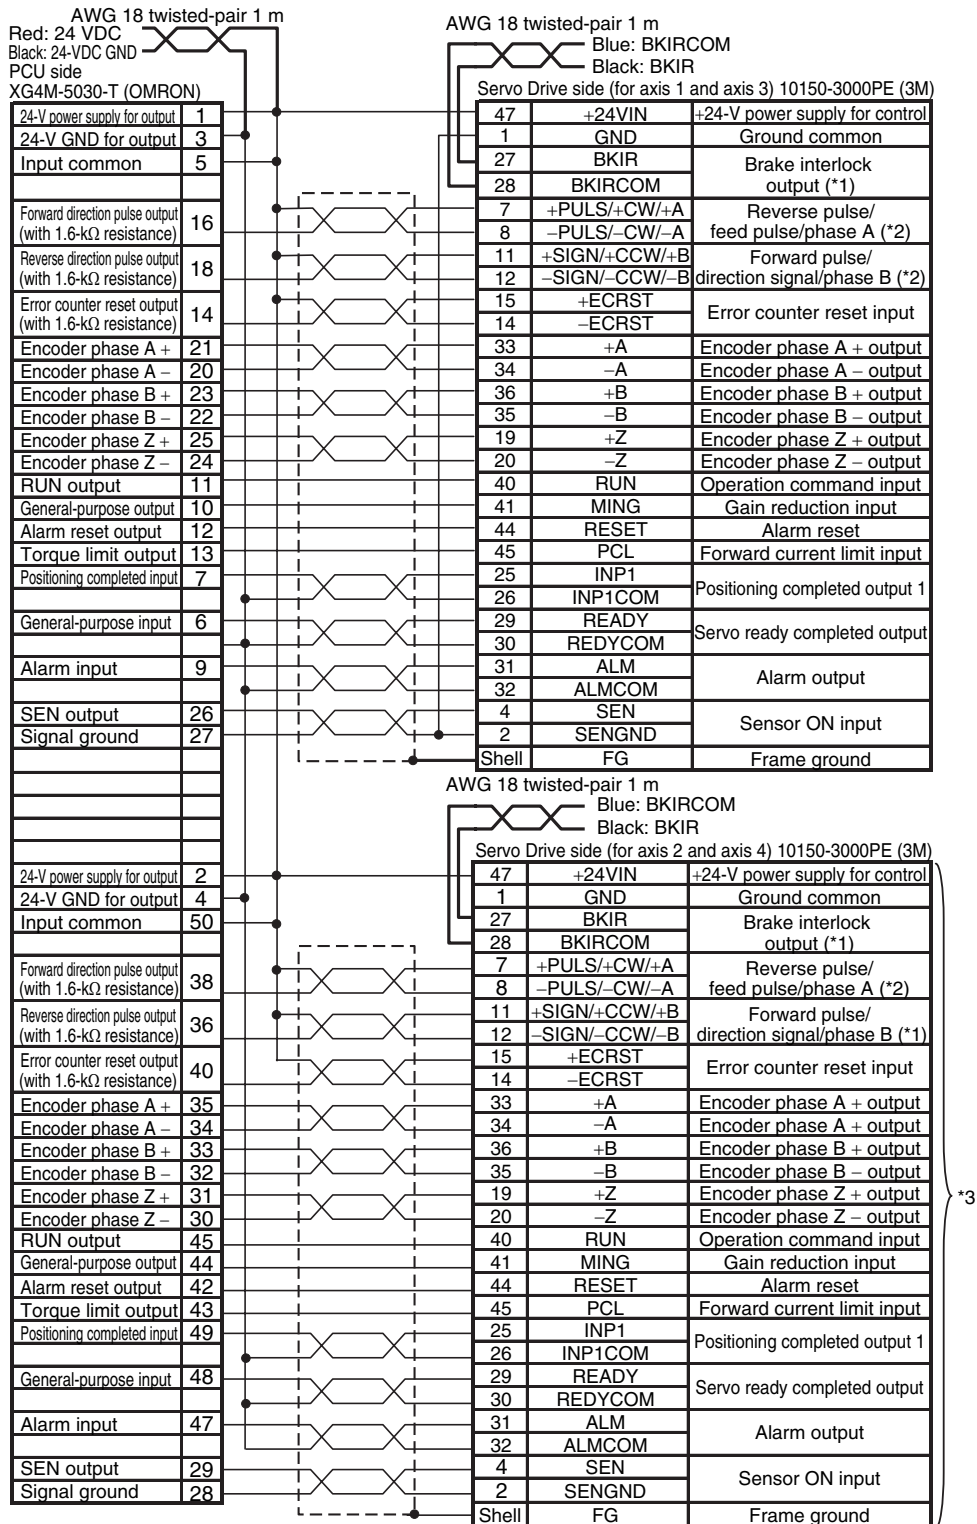 AWG 18 twisted-pair 1 m
Red: 24 VDC
Black: 24-VDC GND
PCU side
XG4M-5030-T (OMRON)
24-V power supply for output 1
24-V GND for output 3
Input common 5
Forward direction pulse output
(with 1.6-kΩ resistance) 16
Reverse direction pulse output
(with 1.6-kΩ resistance) 18
Error counter reset output
(with 1.6-kΩ resistance) 14
Encoder phase A + 21
Encoder phase A − 20
Encoder phase B + 23
Encoder phase B − 22
Encoder phase Z + 25
Encoder phase Z − 24
RUN output 11
General-purpose output 10
Alarm reset output 12
Torque limit output 13
Positioning completed input 7
General-purpose input 6
Alarm input 9
SEN output 26
Signal ground 27
24-V power supply for output 2
24-V GND for output 4
Input common 50
Forward direction pulse output
(with 1.6-kΩ resistance) 38
Reverse direction pulse output
(with 1.6-kΩ resistance) 36
Error counter reset output
(with 1.6-kΩ resistance) 40
Encoder phase A + 35
Encoder phase A − 34
Encoder phase B + 33
Encoder phase B − 32
Encoder phase Z + 31
Encoder phase Z − 30
RUN output 45
General-purpose output 44
Alarm reset output 42
Torque limit output 43
Positioning completed input 49
General-purpose input 48
Alarm input 47
SEN output 29
Signal ground 28
AWG 18 twisted-pair 1 m
Blue: BKIRCOM
Black: BKIR
Servo Drive side (for axis 1 and axis 3) 10150-3000PE (3M)
47 +24VIN +24-V power supply for control
1 GND Ground common
27 BKIR Brake interlock
28 BKIRCOM output (*1)
7 +PULS/+CW/+A Reverse pulse/
8 −PULS/−CW/−A feed pulse/phase A (*2)
11 +SIGN/+CCW/+B Forward pulse/
12 −SIGN/−CCW/−B direction signal/phase B (*2)
15 +ECRST Error counter reset input
14 −ECRST
33 +A Encoder phase A + output
34 −A Encoder phase A − output
36 +B Encoder phase B + output
35 −B Encoder phase B − output
19 +Z Encoder phase Z + output
20 −Z Encoder phase Z − output
40 RUN Operation command input
41 MING Gain reduction input
44 RESET Alarm reset
45 PCL Forward current limit input
25 INP1 Positioning completed output 1
26 INP1COM
29 READY Servo ready completed output
30 REDYCOM
31 ALM Alarm output
32 ALMCOM
4 SEN Sensor ON input
2 SENGND
Shell FG Frame ground
AWG 18 twisted-pair 1 m
Blue: BKIRCOM
Black: BKIR
Servo Drive side (for axis 2 and axis 4) 10150-3000PE (3M)
47 +24VIN +24-V power supply for control
1 GND Ground common
27 BKIR Brake interlock
28 BKIRCOM output (*1)
7 +PULS/+CW/+A Reverse pulse/
8 −PULS/−CW/−A feed pulse/phase A (*2)
11 +SIGN/+CCW/+B Forward pulse/
12 −SIGN/−CCW/−B direction signal/phase B (*1)
15 +ECRST Error counter reset input
14 −ECRST
33 +A Encoder phase A + output
34 −A Encoder phase A + output
36 +B Encoder phase B + output
35 −B Encoder phase B − output
19 +Z Encoder phase Z + output
20 −Z Encoder phase Z − output
40 RUN Operation command input
41 MING Gain reduction input
44 RESET Alarm reset
45 PCL Forward current limit input
25 INP1 Positioning completed output 1
26 INP1COM
29 READY Servo ready completed output
30 REDYCOM
31 ALM Alarm output
32 ALMCOM
4 SEN Sensor ON input
2 SENGND
Shell FG Frame ground
*3